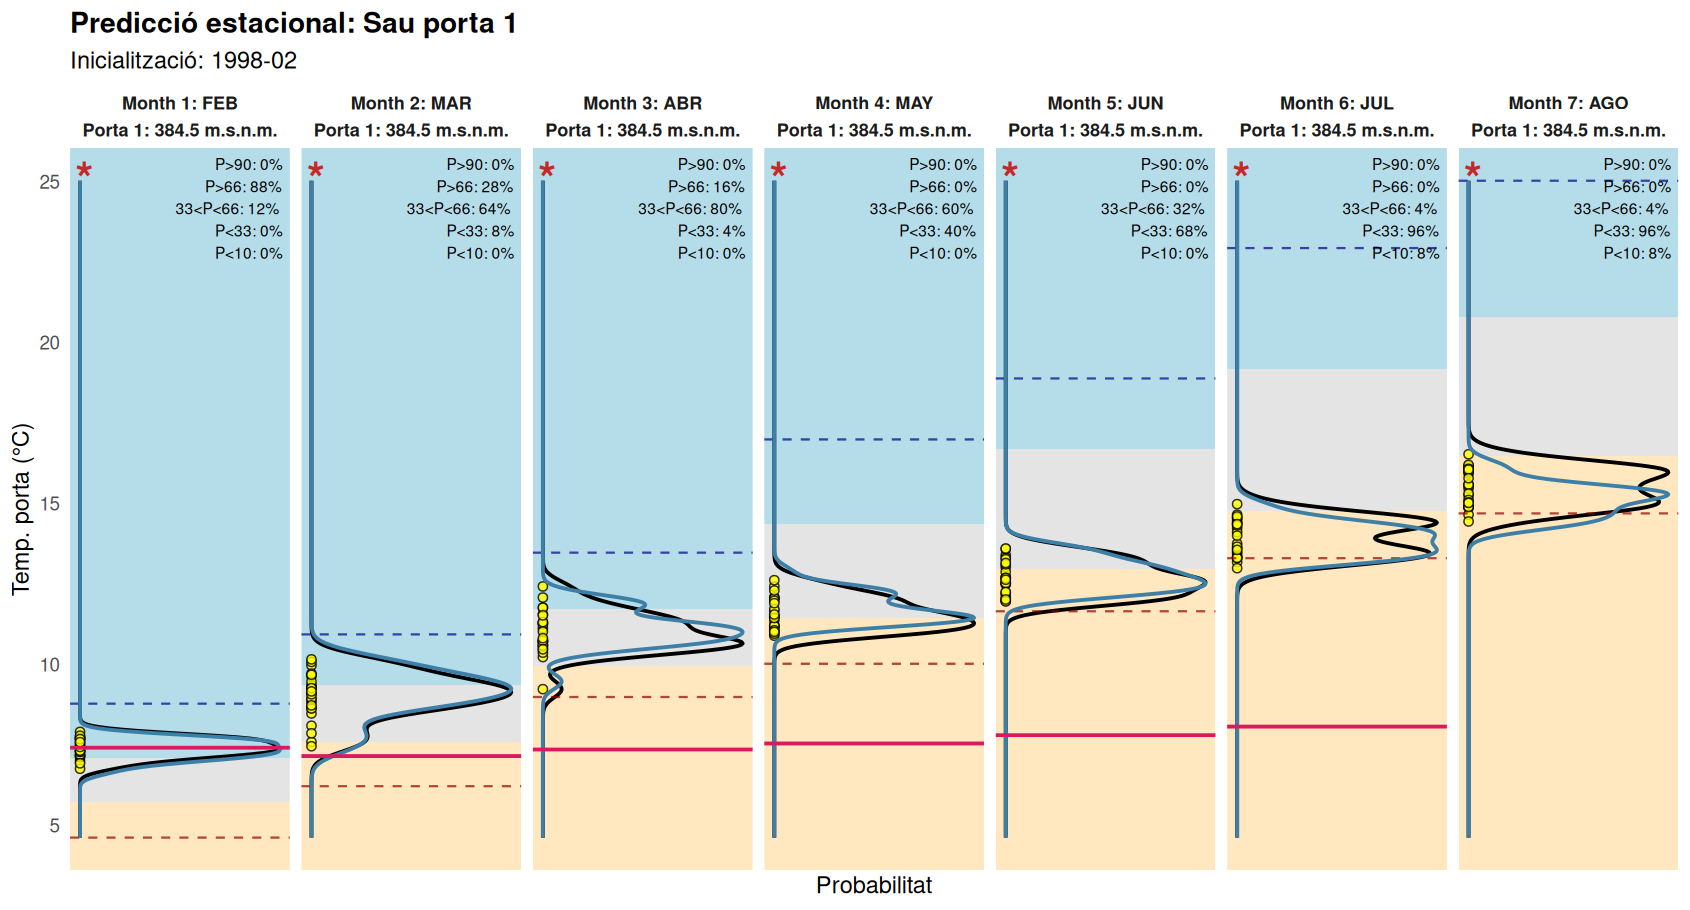 Predicció estacional: Sau porta 1
Inicialització: 1998-02
Month 1: FEB
Porta 1: 384.5 m.s.n.m.
Month 2: MAR
Porta 1: 384.5 m.s.n.m.
Month 3: ABR
Porta 1: 384.5 m.s.n.m.
Month 4: MAY
Porta 1: 384.5 m.s.n.m.
Month 5: JUN
Porta 1: 384.5 m.s.n.m.
Month 6: JUL
Porta 1: 384.5 m.s.n.m.
Month 7: AGO
Porta 1: 384.5 m.s.n.m.
*
P>90: 0%
P>66: 88%
33<P<66: 12%
P<33: 0%
P<10: 0%
*
P>90: 0%
P>66: 28%
33<P<66: 64%
P<33: 8%
P<10: 0%
*
P>90: 0%
P>66: 16%
33<P<66: 80%
P<33: 4%
P<10: 0%
*
P>90: 0%
P>66: 0%
33<P<66: 60%
P<33: 40%
P<10: 0%
*
P>90: 0%
P>66: 0%
33<P<66: 32%
P<33: 68%
P<10: 0%
*
P>90: 0%
P>66: 0%
33<P<66: 4%
P<33: 96%
P<10: 8%
*
P>90: 0%
P>66: 0%
33<P<66: 4%
P<33: 96%
P<10: 8%
25
20
15
10
5
Temp. porta (°C)
Probabilitat